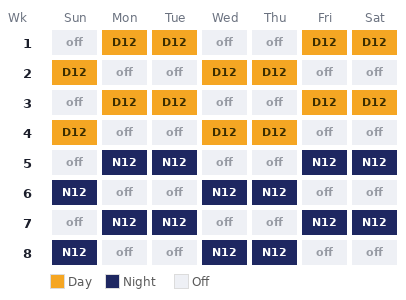 Wk Sun Mon Tue Wed Thu Fri Sat
1 off D12 D12 off off D12 D12
2 D12 off off D12 D12 off off
3 off D12 D12 off off D12 D12
4 D12 off off D12 D12 off off
5 off N12 N12 off off N12 N12
6 N12 off off N12 N12 off off
7 off N12 N12 off off N12 N12
8 N12 off off N12 N12 off off
Day Night Off